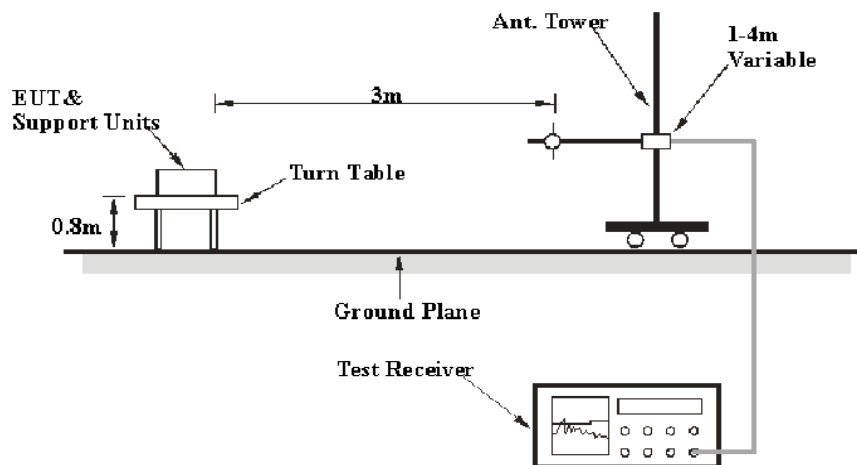 Ant. Tower
1-4m
Variable
3m
EUT&
Support Units
Turn Table
0.8m
Ground Plane
Test Receiver